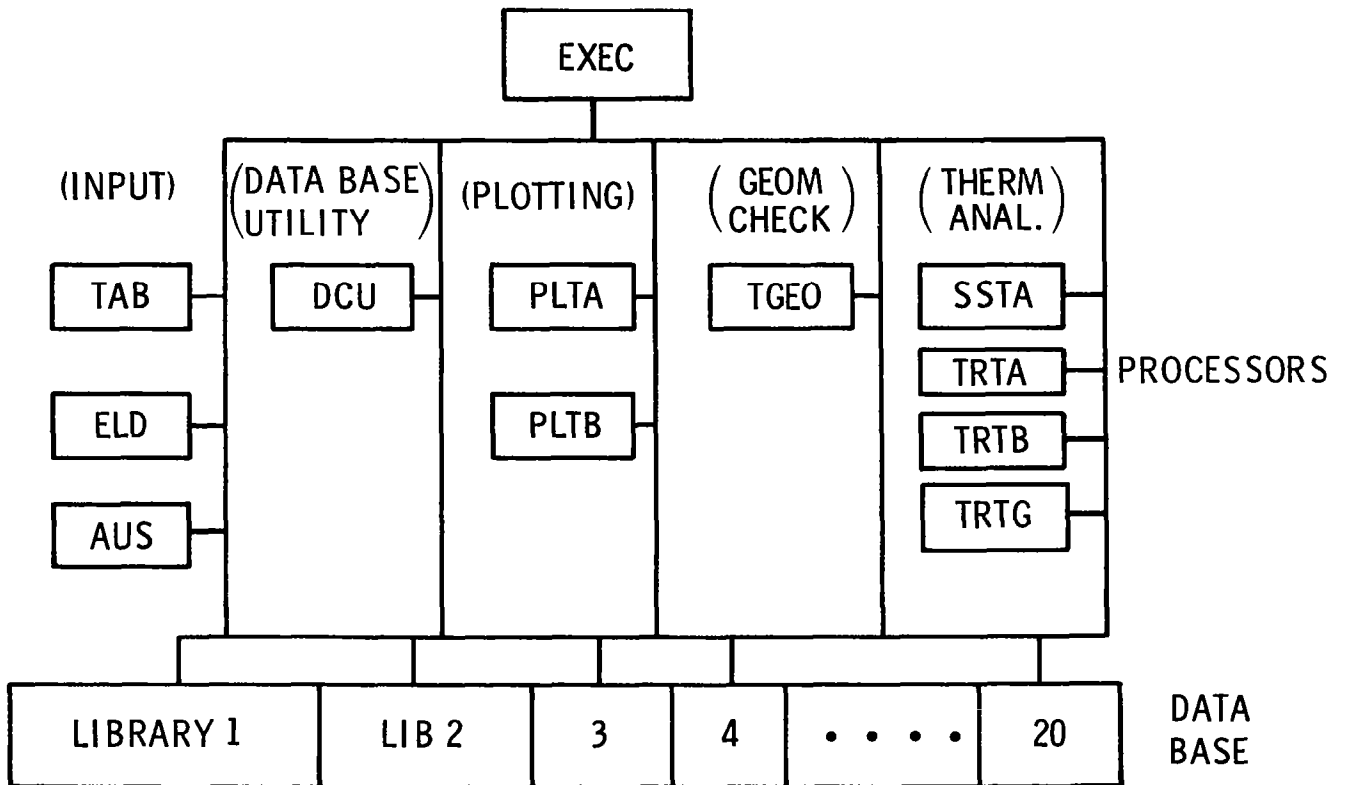 EXEC
(INPUT)
(DATA BASE
UTILITY)
(PLOTTING)
(GEOM
CHECK)
(THERM
ANAL.)
TAB
DCU
PLTA
TGEO
SSTA
TRTA
PROCESSORS
ELD
PLTB
TRTB
AUS
TRTG
LIBRARY 1
LIB 2
3
4
• • • •
20
DATA
BASE